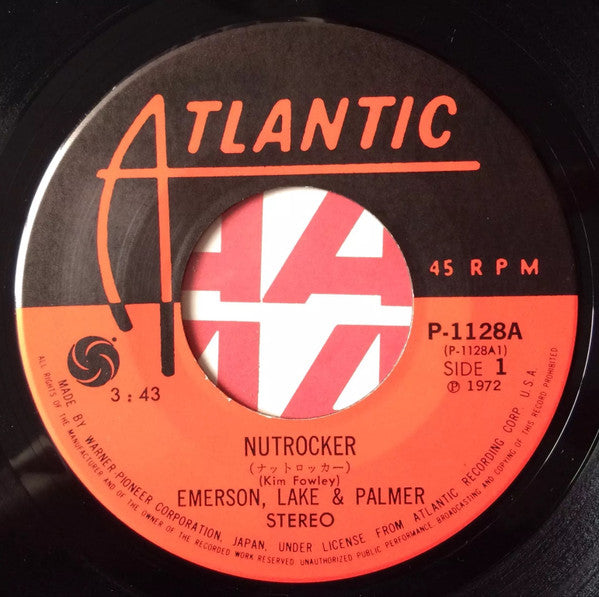 ATLANTIC
45 RPM
P-1128A
(P-1128A1)
SIDE 1
Ⓟ 1972
3:43
NUTROCKER
(ナットロッカー)
(Kim Fowley)
EMERSON, LAKE & PALMER
STEREO
MADE BY WARNER-PIONEER CORPORATION, JAPAN, UNDER LICENSE FROM ATLANTIC RECORDING CORP. U.S.A.
ALL RIGHTS OF THE MANUFACTURER AND OF THE OWNER OF THE RECORDED WORK RESERVED. UNAUTHORIZED PUBLIC PERFORMANCE BROADCASTING AND COPYING OF THIS RECORD PROHIBITED